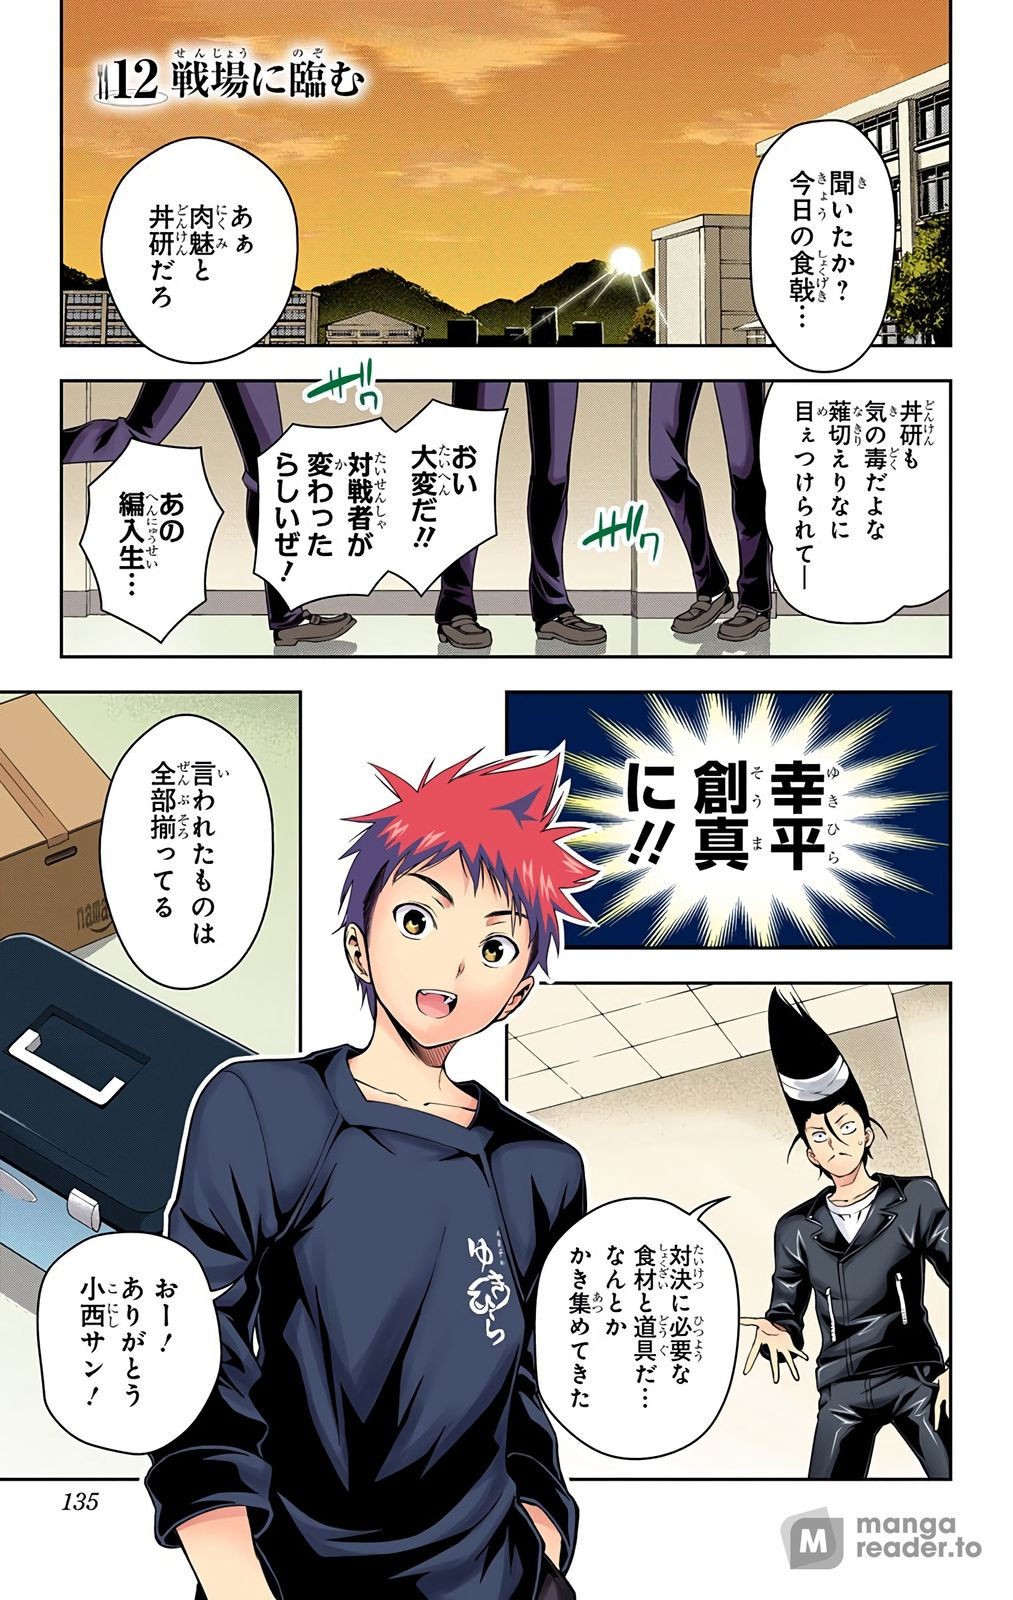 12 戦場に臨む
聞いたか?
今日の食戟…
あぁ
肉魅と
丼研だろ
丼研も
気の毒だよな
薙切えりなに
目ぇつけられてー
ザッ
おい
大変だ!!
対戦者が
変わった
らしいぜ!
ザッ
あの
編入生…
幸平
創真
に!!
対決に必要な
食材と道具だ…
なんとか
かき集めてきた
言われたものは
全部揃ってる
おー!
ありがとう
小西サン!
ゆきひら
135
M
manga
reader.to